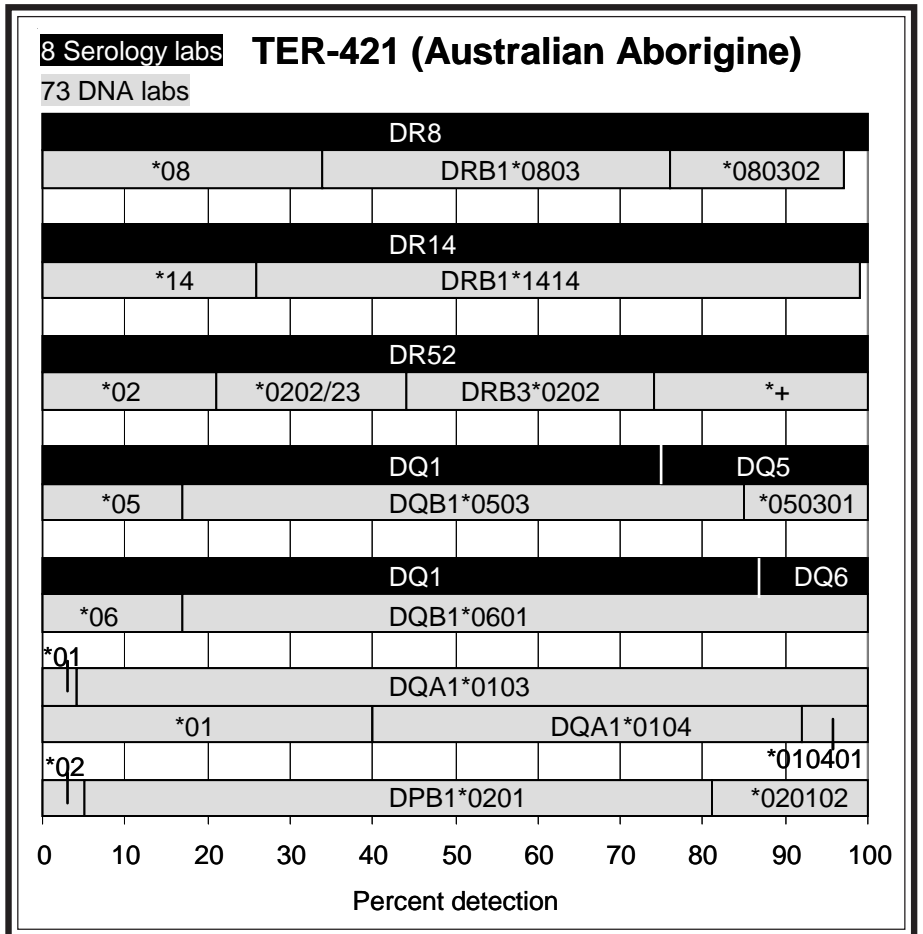 8 Serology labs TER-421 (Australian Aborigine)
73 DNA labs
DR8
*08 DRB1*0803 *080302
DR14
*14 DRB1*1414
DR52
*02 *0202/23 DRB3*0202 *+
DQ1 DQ5
*05 DQB1*0503 *050301
DQ1 DQ6
*06 DQB1*0601
*01
DQA1*0103
*01 DQA1*0104
*010401
*02
DPB1*0201 *020102
0 10 20 30 40 50 60 70 80 90 100
Percent detection